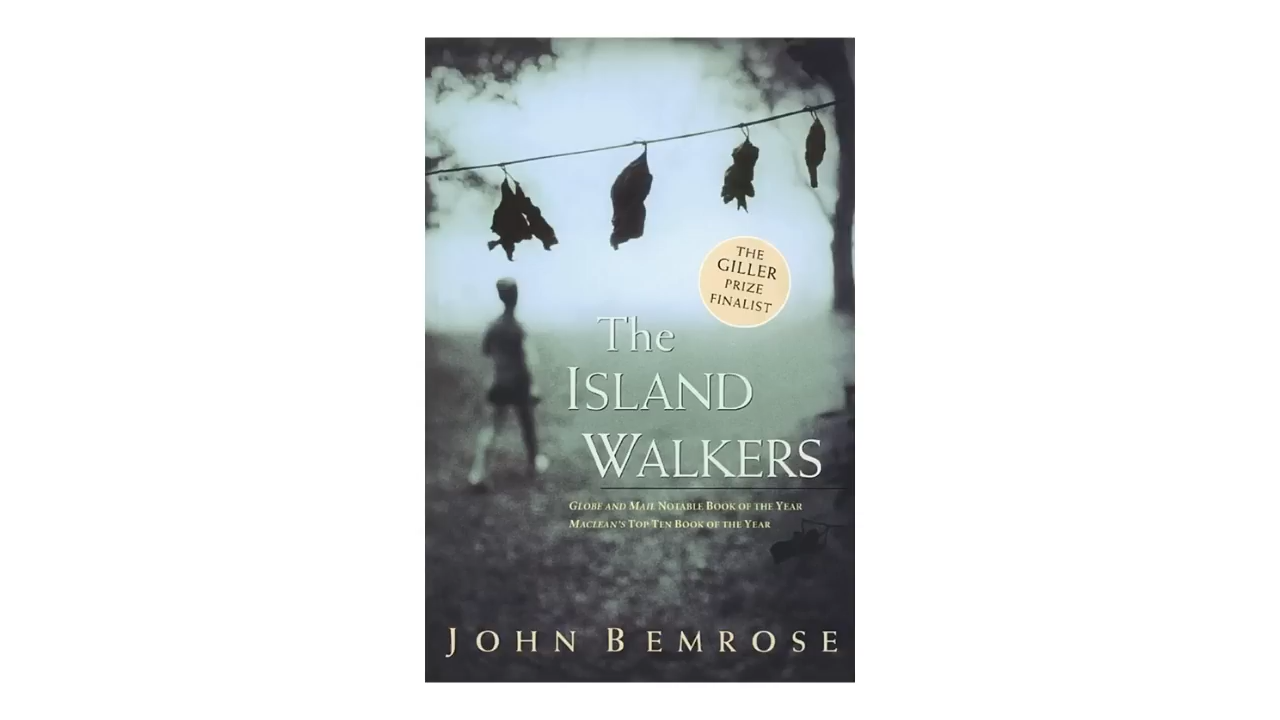 THE
GILLER
PRIZE
FINALIST
The
ISLAND
WALKERS
GLOBE AND MAIL NOTABLE BOOK OF THE YEAR
MACLEAN'S TOP TEN BOOK OF THE YEAR
JOHN BEMROSE